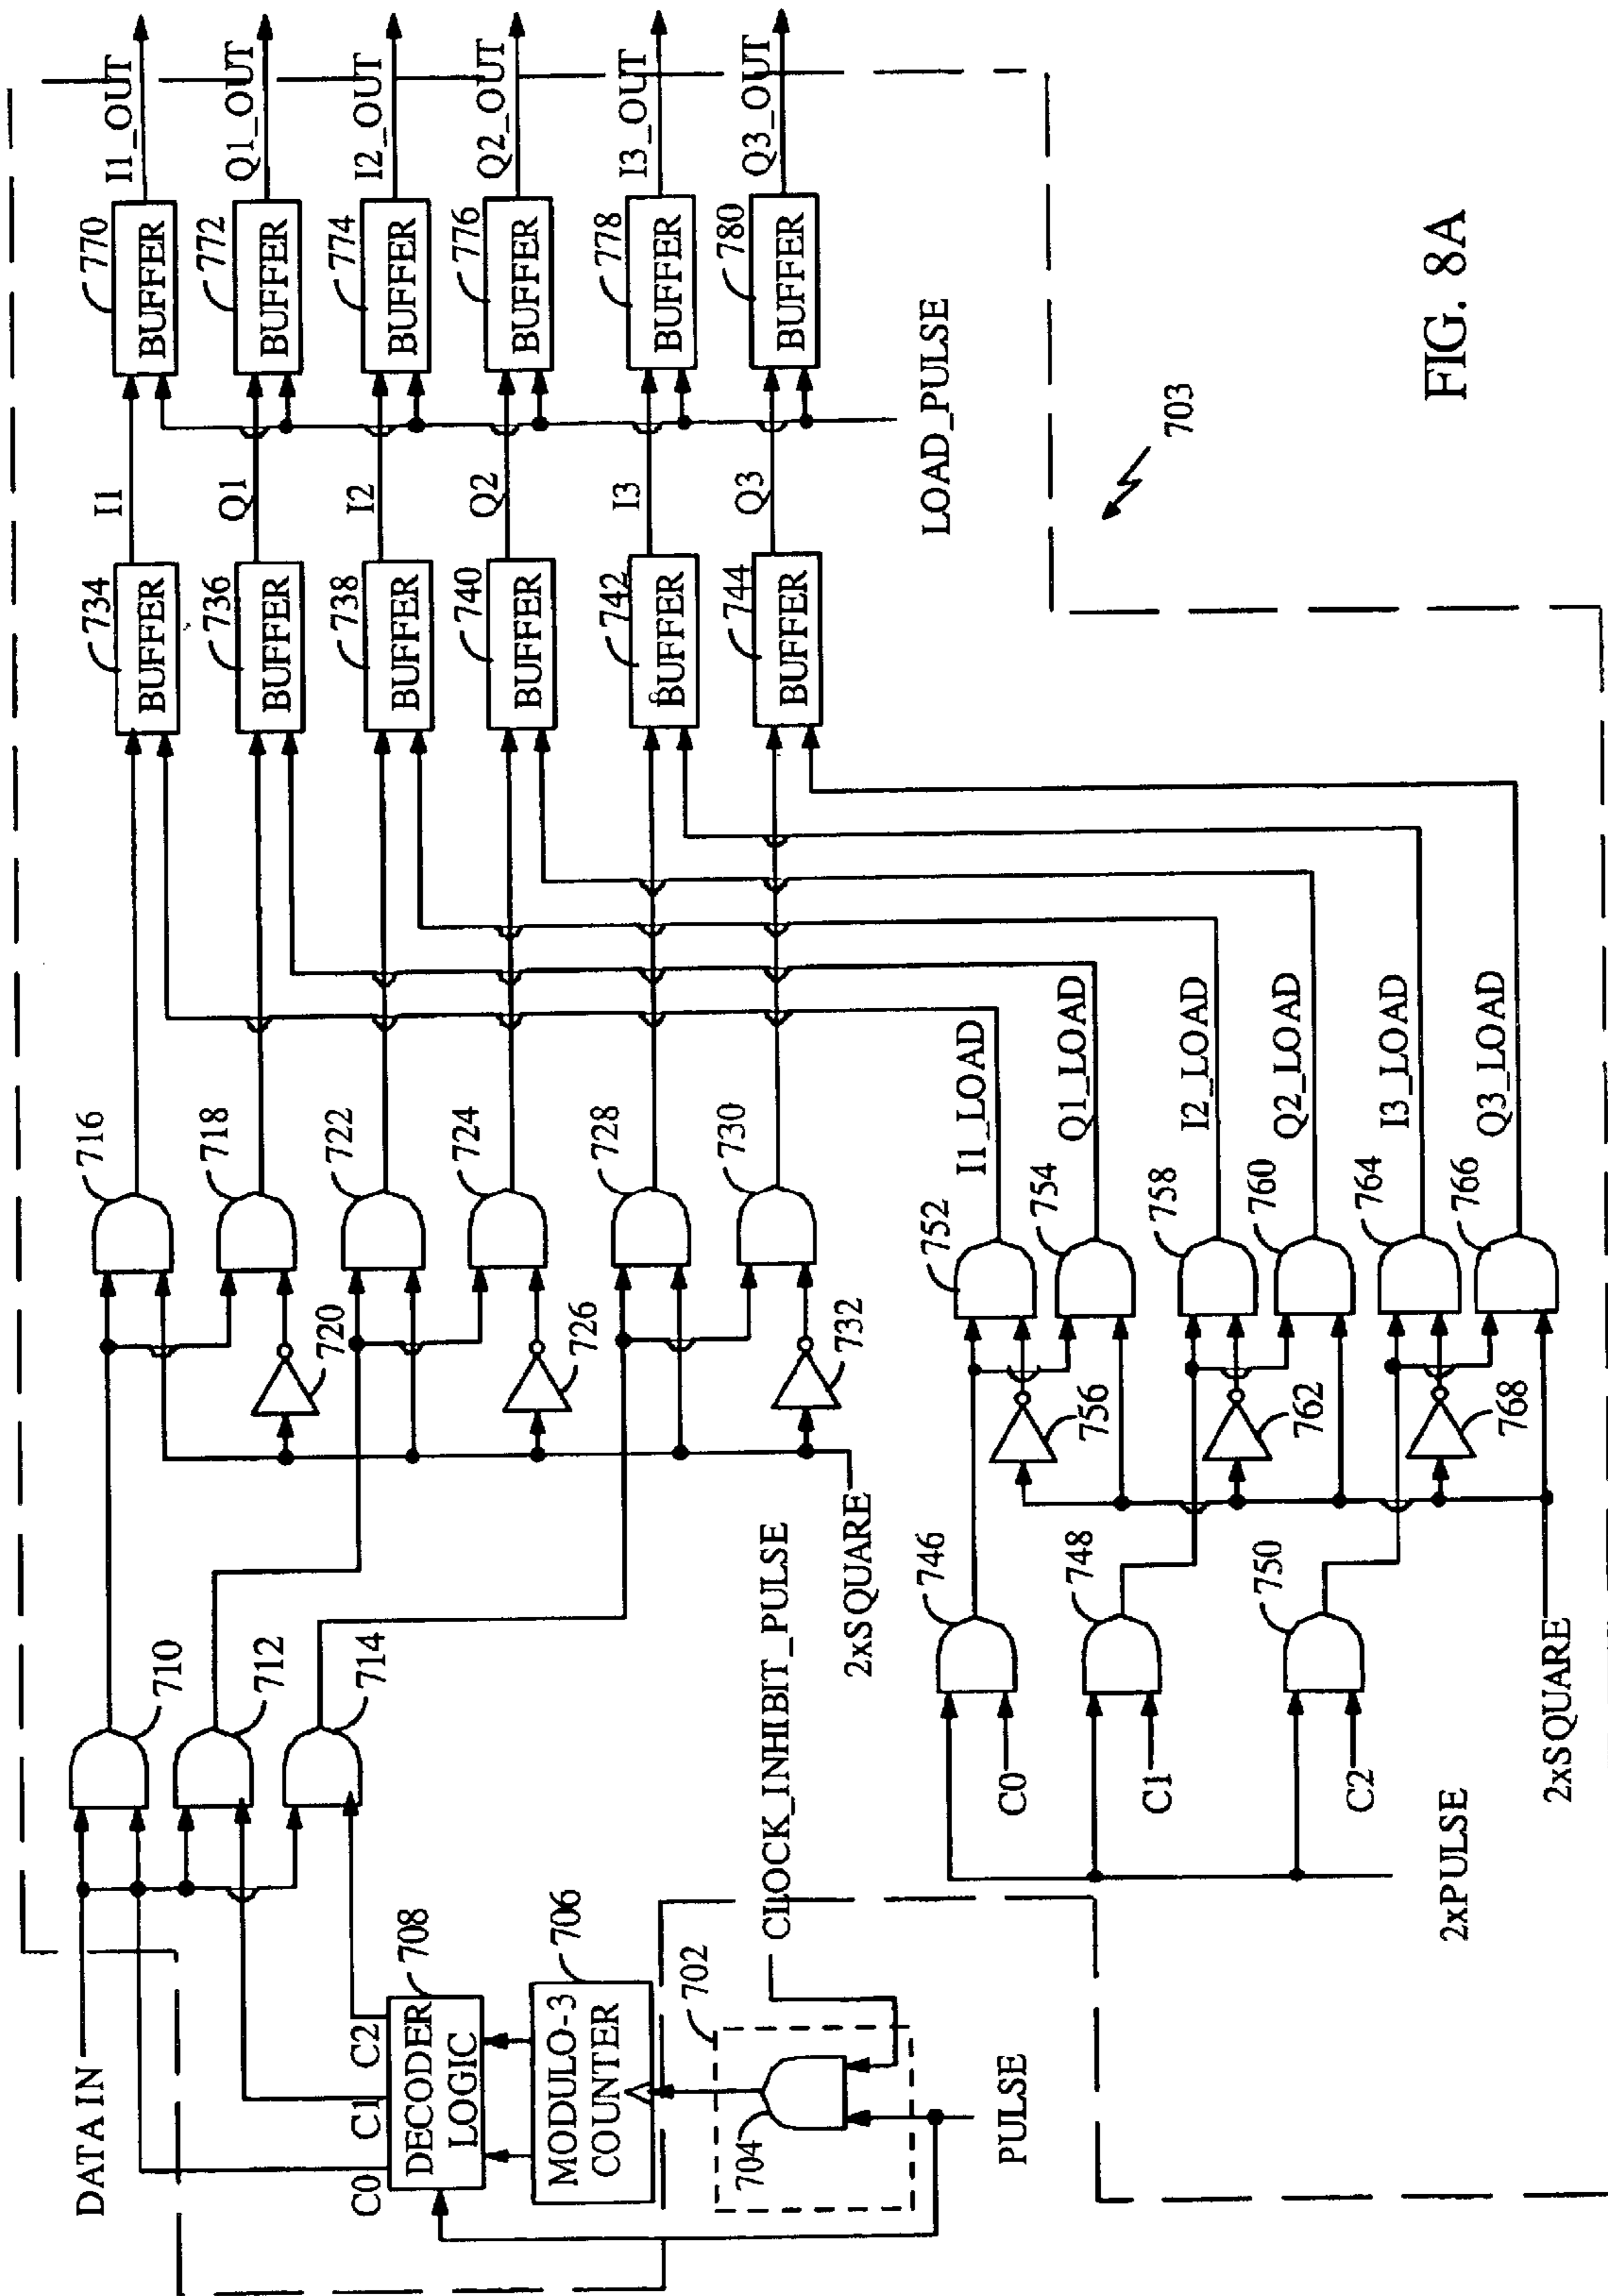 DATA IN
710
712
714
C0
C1
C2
DECODER
LOGIC
708
MODULO-3
COUNTER
706
702
704
CLOCK_INHIBIT_PULSE
PULSE
716
718
720
722
724
726
728
730
732
2xSQUARE
734
BUFFER
I1
736
BUFFER
Q1
738
BUFFER
I2
740
BUFFER
Q2
742
BUFFER
I3
744
BUFFER
Q3
770
BUFFER
I1_OUT
772
BUFFER
Q1_OUT
774
BUFFER
I2_OUT
776
BUFFER
Q2_OUT
778
BUFFER
I3_OUT
780
BUFFER
Q3_OUT
LOAD_PULSE
746
C0
748
C1
750
C2
2xPULSE
2xSQUARE
752
I1_LOAD
754
Q1_LOAD
756
758
I2_LOAD
760
Q2_LOAD
762
764
I3_LOAD
766
Q3_LOAD
768
703
FIG. 8A